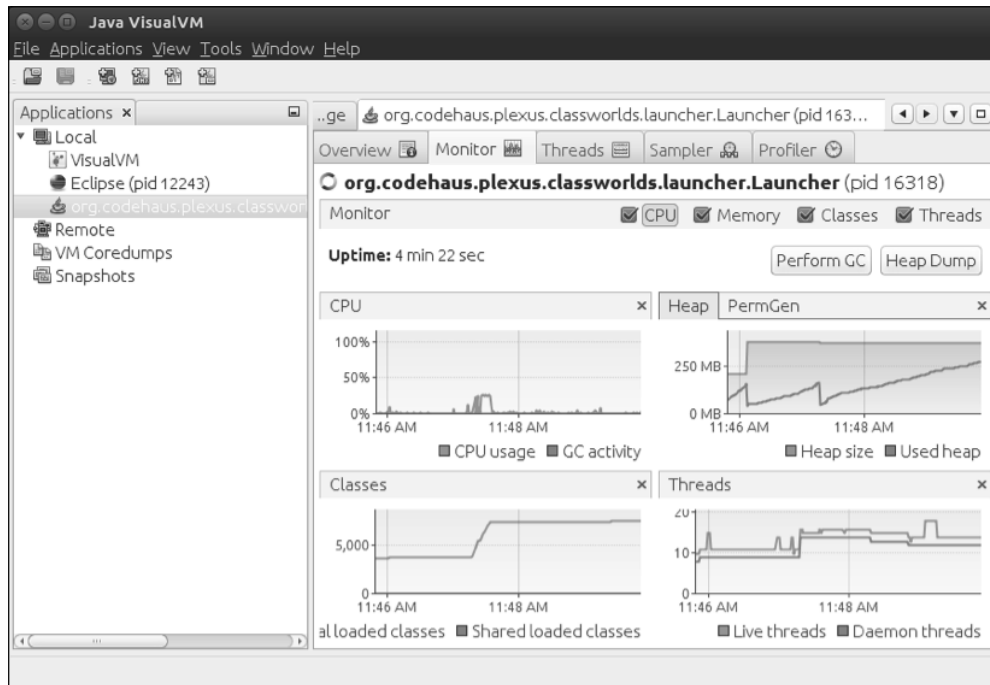 Java VisualVM
File Applications View Tools Window Help
Applications
Local
VisualVM
Eclipse (pid 12243)
org.codehaus.plexus.classwor
Remote
VM Coredumps
Snapshots
..ge org.codehaus.plexus.classworlds.launcher.Launcher (pid 163...
Overview Monitor Threads Sampler Profiler
org.codehaus.plexus.classworlds.launcher.Launcher (pid 16318)
Monitor CPU Memory Classes Threads
Uptime: 4 min 22 sec
Perform GC Heap Dump
CPU
100%
50%
0%
11:46 AM 11:48 AM
CPU usage GC activity
Heap PermGen
250 MB
0 MB
11:46 AM 11:48 AM
Heap size Used heap
Classes
5,000
0
11:46 AM 11:48 AM
al loaded classes Shared loaded classes
Threads
20
10
0
11:46 AM 11:48 AM
Live threads Daemon threads